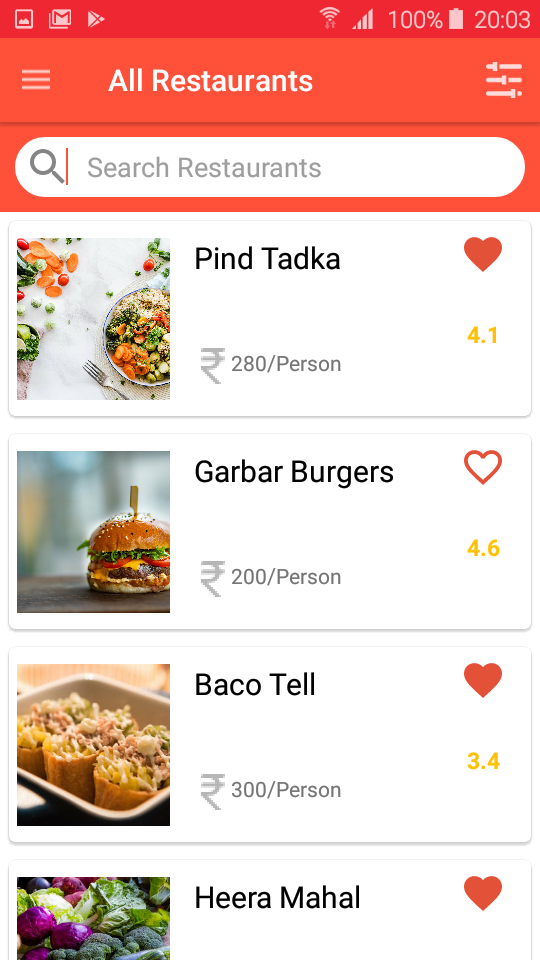 100% 20:03
All Restaurants
Search Restaurants
Pind Tadka
4.1
₹ 280/Person
Garbar Burgers
4.6
₹ 200/Person
Baco Tell
3.4
₹ 300/Person
Heera Mahal